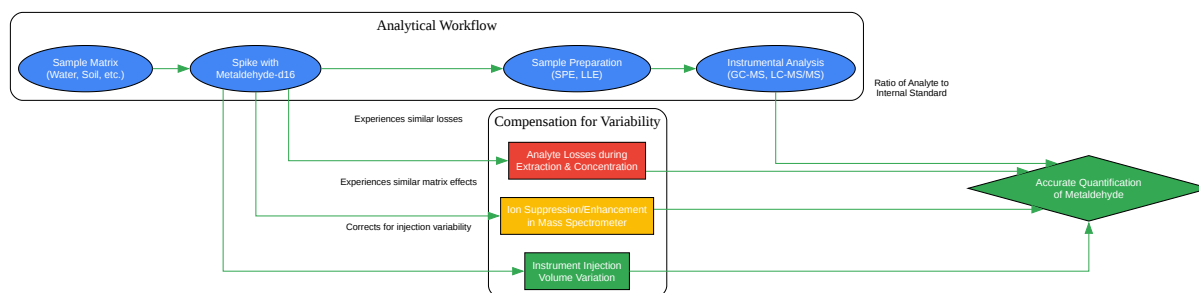 Analytical Workflow
Sample Matrix
(Water, Soil, etc.)
Spike with
Metaldehyde-d16
Sample Preparation
(SPE, LLE)
Instrumental Analysis
(GC-MS, LC-MS/MS)
Ratio of Analyte to
Internal Standard
Experiences similar losses
Compensation for Variability
Analyte Losses during
Extraction & Concentration
Experiences similar matrix effects
Ion Suppression/Enhancement
in Mass Spectrometer
Corrects for injection variability
Instrument Injection
Volume Variation
Accurate Quantification
of Metaldehyde